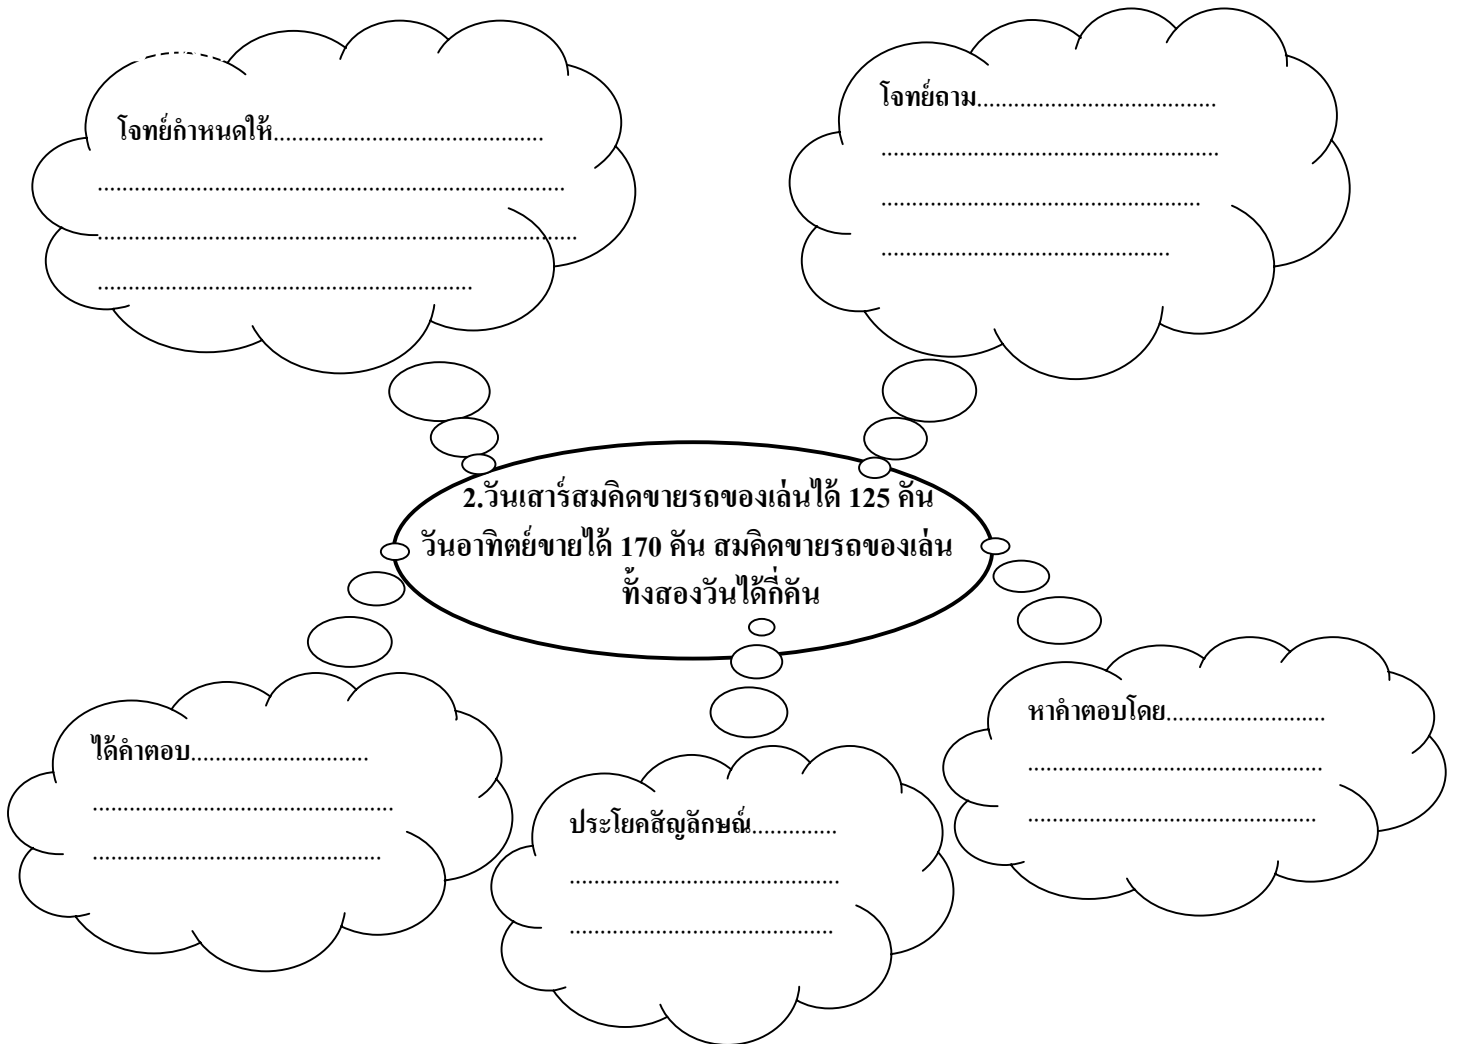 โจทย์กำหนดให้............................................
............................................................................
..............................................................................
.............................................................
โจทย์ถาม.......................................
.......................................................
....................................................
...............................................
2.วันเสาร์สมคิดขายรถของเล่นได้ 125 คัน
วันอาทิตย์ขายได้ 170 คัน สมคิดขายรถของเล่น
ทั้งสองวันได้กี่คัน
ได้คำตอบ.............................
.................................................
...............................................
ประโยคสัญลักษณ์..............
............................................
...........................................
หาคำตอบโดย..........................
................................................
...............................................